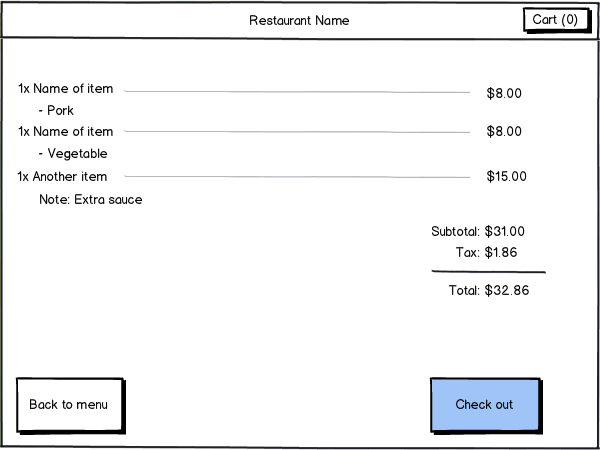 Restaurant Name
Cart (0)
1x Name of item $8.00
- Pork
1x Name of item $8.00
- Vegetable
1x Another item $15.00
Note: Extra sauce
Subtotal: $31.00
Tax: $1.86
Total: $32.86
Back to menu
Check out